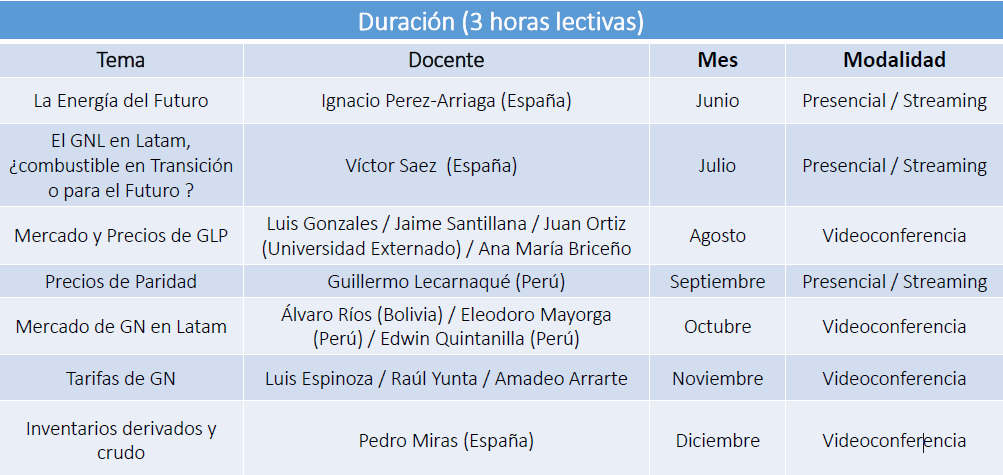 Duración (3 horas lectivas)
Tema Docente Mes Modalidad
La Energía del Futuro Ignacio Perez-Arriaga (España) Junio Presencial / Streaming
El GNL en Latam,
¿combustible en Transición
o para el Futuro ?
Víctor Saez (España) Julio Presencial / Streaming
Mercado y Precios de GLP
Luis Gonzales / Jaime Santillana / Juan Ortiz
(Universidad Externado) / Ana María Briceño
Agosto Videoconferencia
Precios de Paridad Guillermo Lecarnaqué (Perú) Septiembre Presencial / Streaming
Mercado de GN en Latam
Álvaro Ríos (Bolivia) / Eleodoro Mayorga
(Perú) / Edwin Quintanilla (Perú)
Octubre Videoconferencia
Tarifas de GN Luis Espinoza / Raúl Yunta / Amadeo Arrarte Noviembre Videoconferencia
Inventarios derivados y
crudo
Pedro Miras (España) Diciembre Videoconferencia